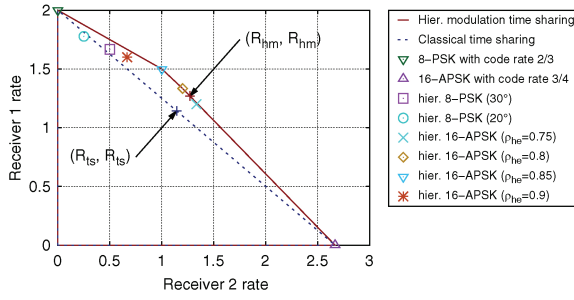 2
1.5
1
0.5
0
Receiver 1 rate
(Rhm, Rhm)
(Rts, Rts)
0 0.5 1 1.5 2 2.5 3
Receiver 2 rate
Hier. modulation time sharing
Classical time sharing
8−PSK with code rate 2/3
16−APSK with code rate 3/4
hier. 8−PSK (30°)
hier. 8−PSK (20°)
hier. 16−APSK (ρhe=0.75)
hier. 16−APSK (ρhe=0.8)
hier. 16−APSK (ρhe=0.85)
hier. 16−APSK (ρhe=0.9)